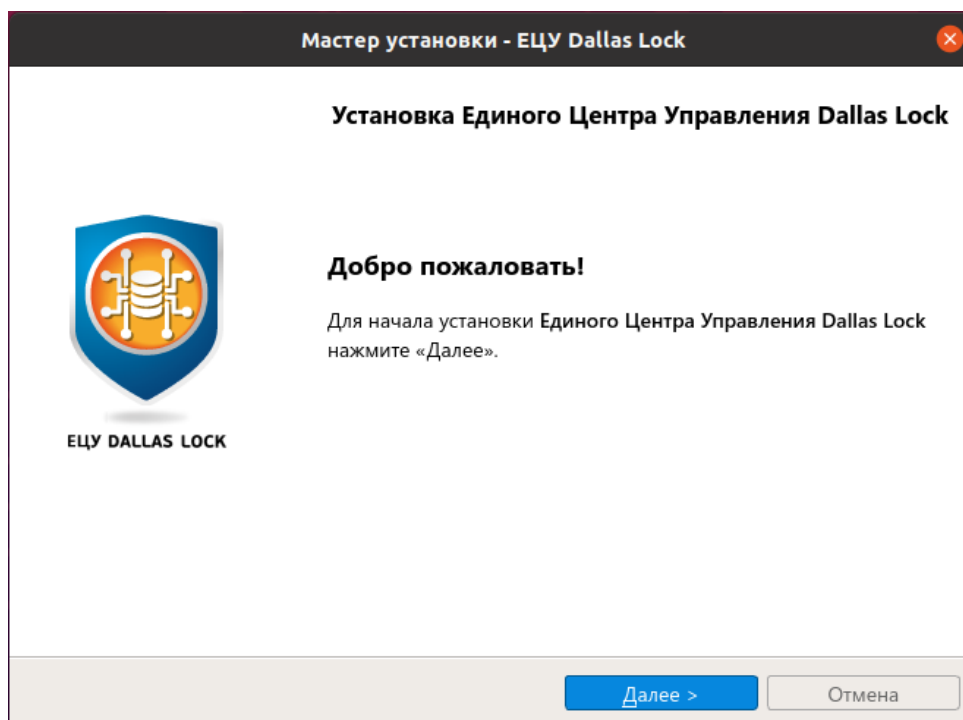 Мастер установки - ЕЦУ Dallas Lock
Установка Единого Центра Управления Dallas Lock
Добро пожаловать!
Для начала установки Единого Центра Управления Dallas Lock
нажмите «Далее».
ЕЦУ DALLAS LOCK
Далее >
Отмена